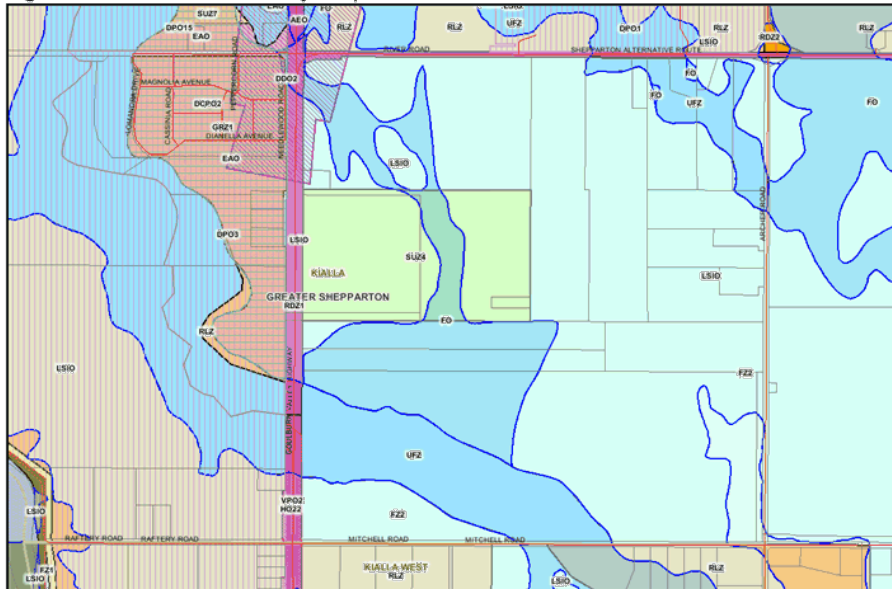 SUZ7
EAO
AEO
FO
LSIO
DPO15
EAO
RLZ
RLZ
UFZ
DPO1
RLZ
LSIO
RDZ2
RLZ
RIVER ROAD
SHEPPARTON ALTERNATIVE ROUTE
DDO2
FO
MAGNOLIA AVENUE
CASSINIA ROAD
DCPO2
NEEDLEWOOD ROAD
FO
UFZ
FO
GRZ1
DIANELLA AVENUE
EAO
LSIO
ARCHER ROAD
DPO3
LSIO
SUZ4
KIALLA
LSIO
GREATER SHEPPARTON
RDZ1
FO
RLZ
LSIO
GOULBURN VALLEY HIGHWAY
FZ2
UFZ
VPO2
HO22
FZ2
LSIO
RAFTERY ROAD
RAFTERY ROAD
MITCHELL ROAD
MITCHELL ROAD
KIALLA WEST
RLZ
FZ1
LSIO
LSIO
RLZ